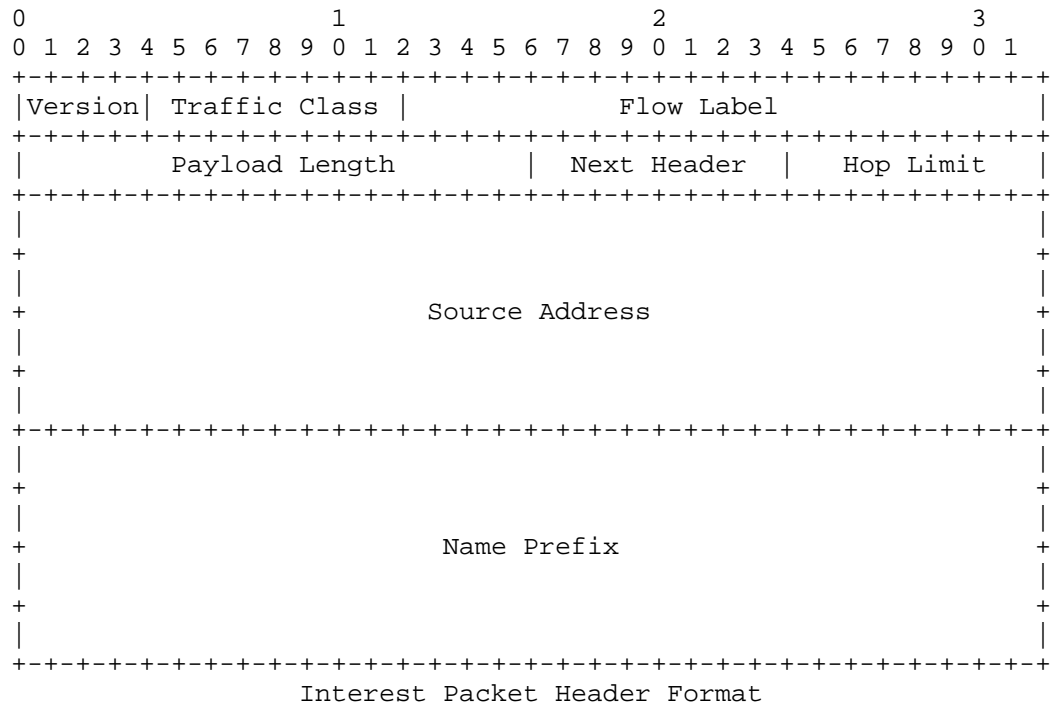 0                   1                   2                   3
0 1 2 3 4 5 6 7 8 9 0 1 2 3 4 5 6 7 8 9 0 1 2 3 4 5 6 7 8 9 0 1
+-+-+-+-+-+-+-+-+-+-+-+-+-+-+-+-+-+-+-+-+-+-+-+-+-+-+-+-+-+-+-+-+
|Version| Traffic Class |              Flow Label               |
+-+-+-+-+-+-+-+-+-+-+-+-+-+-+-+-+-+-+-+-+-+-+-+-+-+-+-+-+-+-+-+-+
|         Payload Length        |  Next Header  |   Hop Limit   |
+-+-+-+-+-+-+-+-+-+-+-+-+-+-+-+-+-+-+-+-+-+-+-+-+-+-+-+-+-+-+-+-+
|                                                               |
+                                                               +
|                                                               |
+                         Source Address                        +
|                                                               |
+                                                               +
|                                                               |
+-+-+-+-+-+-+-+-+-+-+-+-+-+-+-+-+-+-+-+-+-+-+-+-+-+-+-+-+-+-+-+-+
|                                                               |
+                                                               +
|                                                               |
+                          Name Prefix                          +
|                                                               |
+                                                               +
|                                                               |
+-+-+-+-+-+-+-+-+-+-+-+-+-+-+-+-+-+-+-+-+-+-+-+-+-+-+-+-+-+-+-+-+
                  Interest Packet Header Format